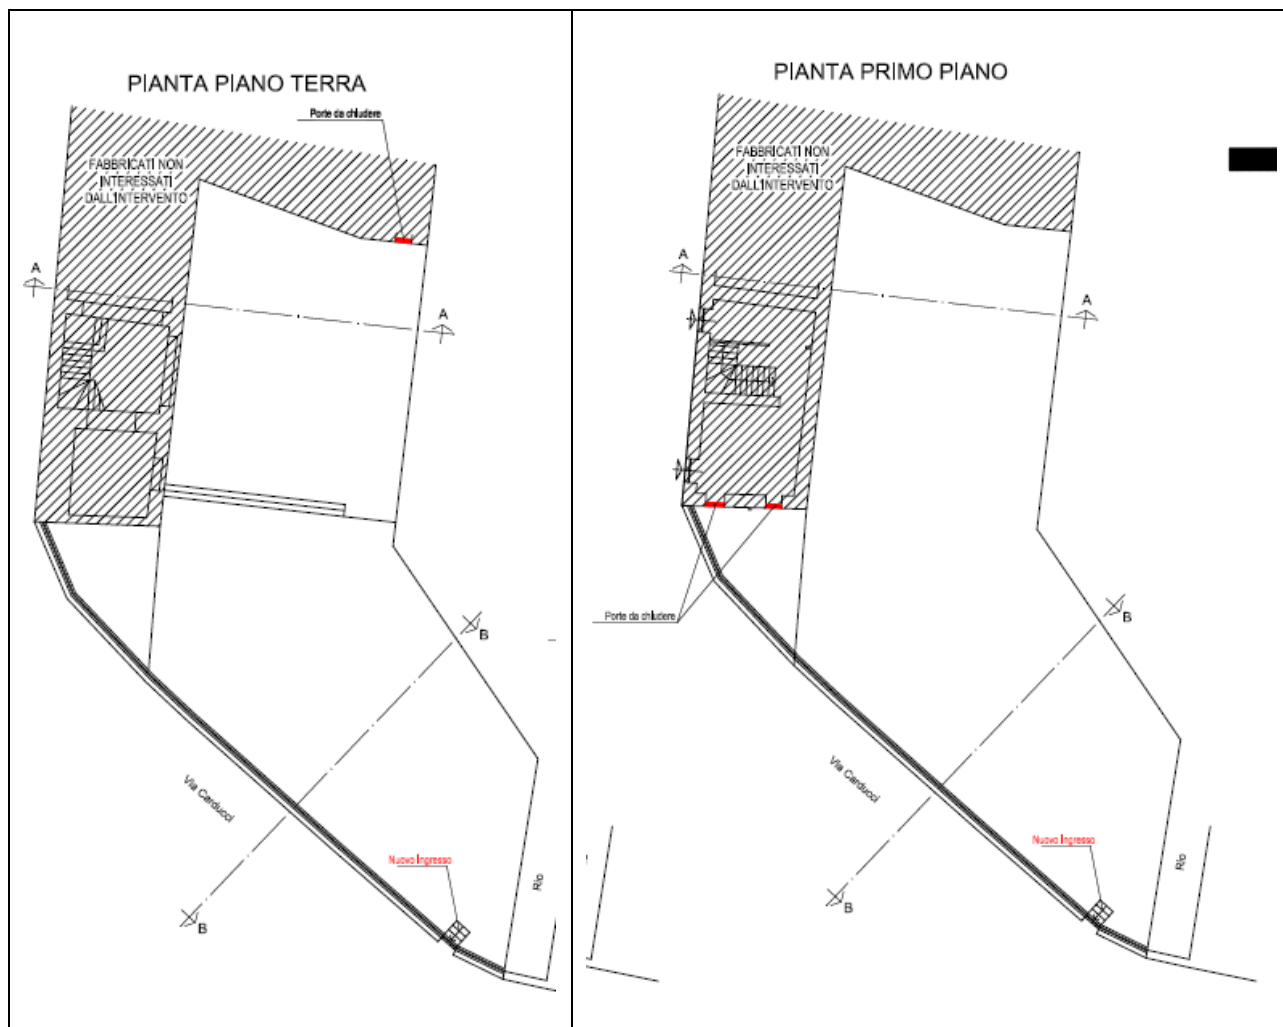 PIANTA PIANO TERRA
Porte da chiudere
FABBRICATI NON
INTERESSATI
DALL'INTERVENTO
A
A
B
Via Carducci
Nuovo Ingresso
Rio
B
PIANTA PRIMO PIANO
FABBRICATI NON
INTERESSATI
DALL'INTERVENTO
A
A
Porte da chiudere
B
Via Carducci
Nuovo Ingresso
Rio
B